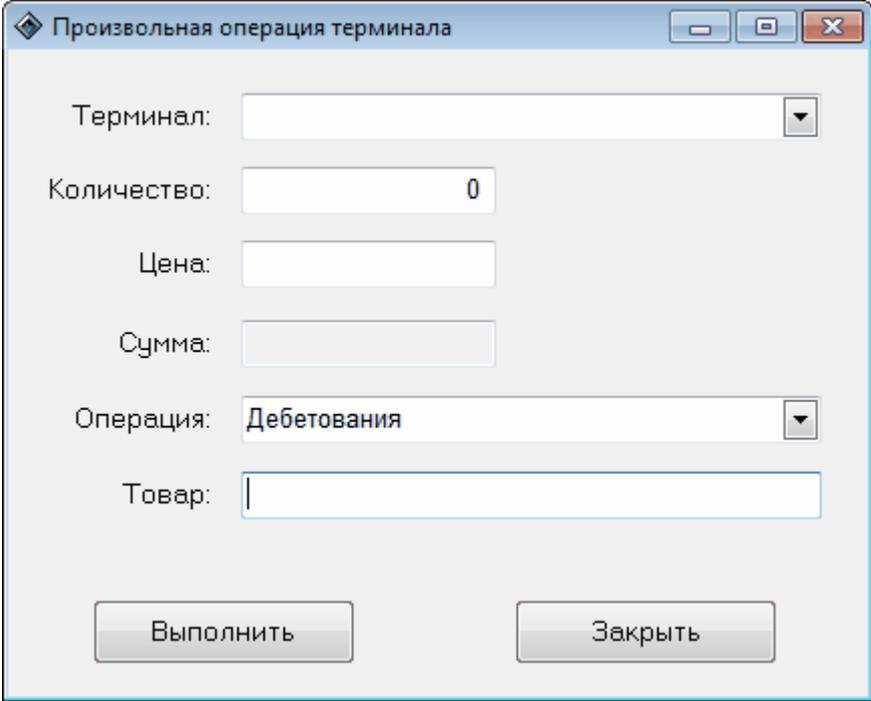 Произвольная операция терминала
Терминал:
Количество: 0
Цена:
Сумма:
Операция: Дебетования
Товар:
Выполнить Закрыть